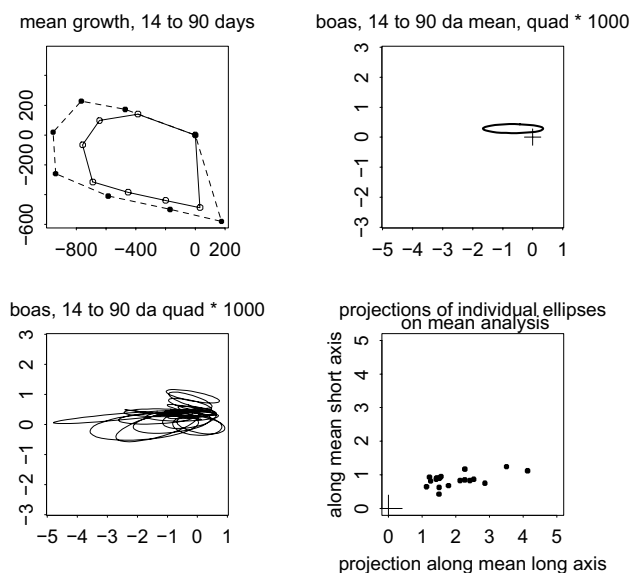 mean growth, 14 to 90 days
200
−200 0
−600
−800 −400 0 200
boas, 14 to 90 da mean, quad * 1000
3
2
1
0
−1
−2
−3
−5 −4 −3 −2 −1 0 1
boas, 14 to 90 da quad * 1000
3
2
1
0
−1
−2
−3
−5 −4 −3 −2 −1 0 1
projections of individual ellipses
on mean analysis
along mean short axis
5
4
3
2
1
0
0 1 2 3 4 5
projection along mean long axis